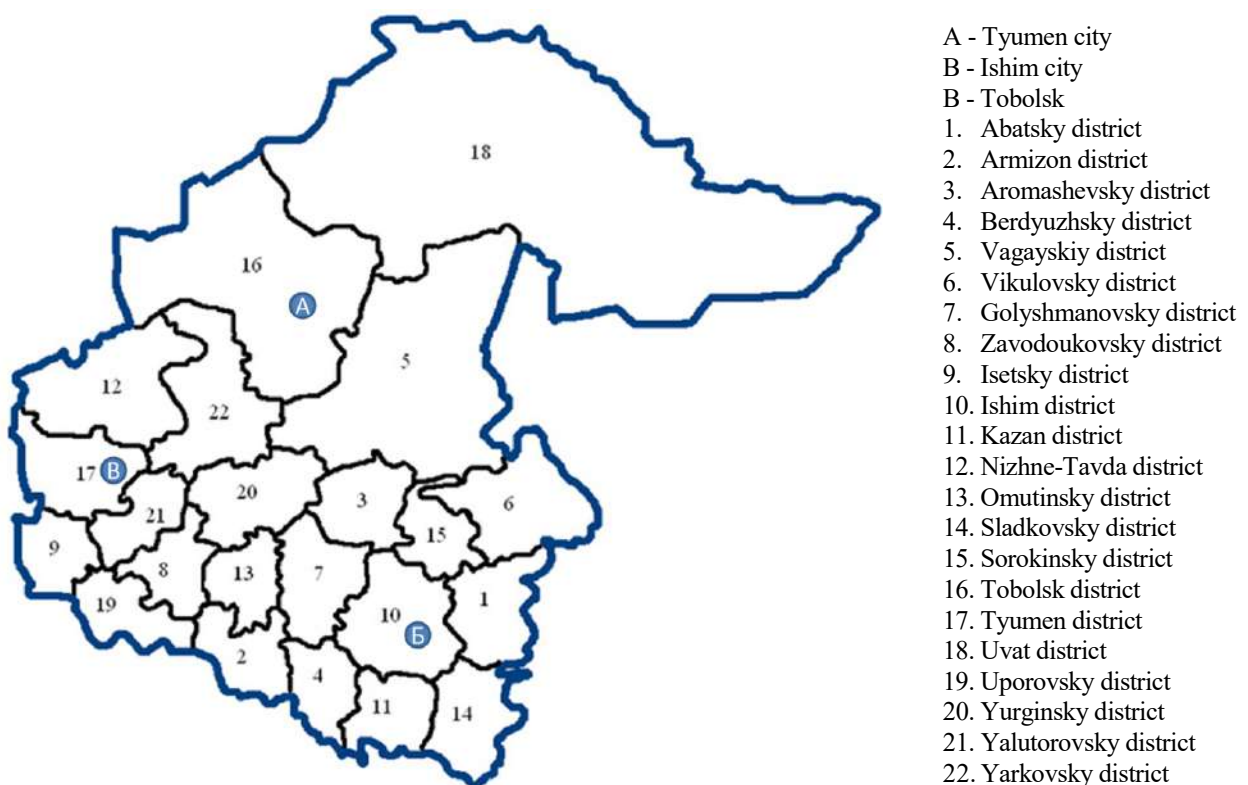 18
16
А
5
12
22
17 В
20
3
6
21
15
9
8
13
7
1
19
10
Б
2
4
11
14
A - Tyumen city
B - Ishim city
B - Tobolsk
1. Abatsky district
2. Armizon district
3. Aromashevsky district
4. Berdyuzhsky district
5. Vagayskiy district
6. Vikulovsky district
7. Golyshmanovsky district
8. Zavodoukovsky district
9. Isetsky district
10. Ishim district
11. Kazan district
12. Nizhne-Tavda district
13. Omutinsky district
14. Sladkovsky district
15. Sorokinsky district
16. Tobolsk district
17. Tyumen district
18. Uvat district
19. Uporovsky district
20. Yurginsky district
21. Yalutorovsky district
22. Yarkovsky district